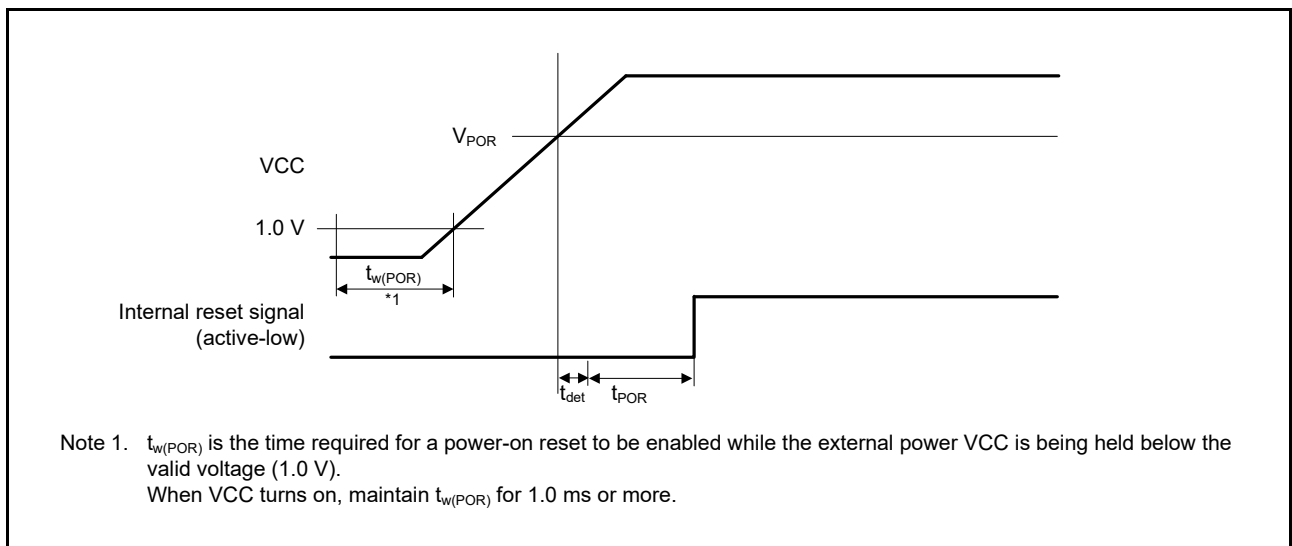 VPOR
VCC
1.0 V
tw(POR)
*1
Internal reset signal
(active-low)
tdet
tPOR
Note 1. tw(POR) is the time required for a power-on reset to be enabled while the external power VCC is being held below the
valid voltage (1.0 V).
When VCC turns on, maintain tw(POR) for 1.0 ms or more.